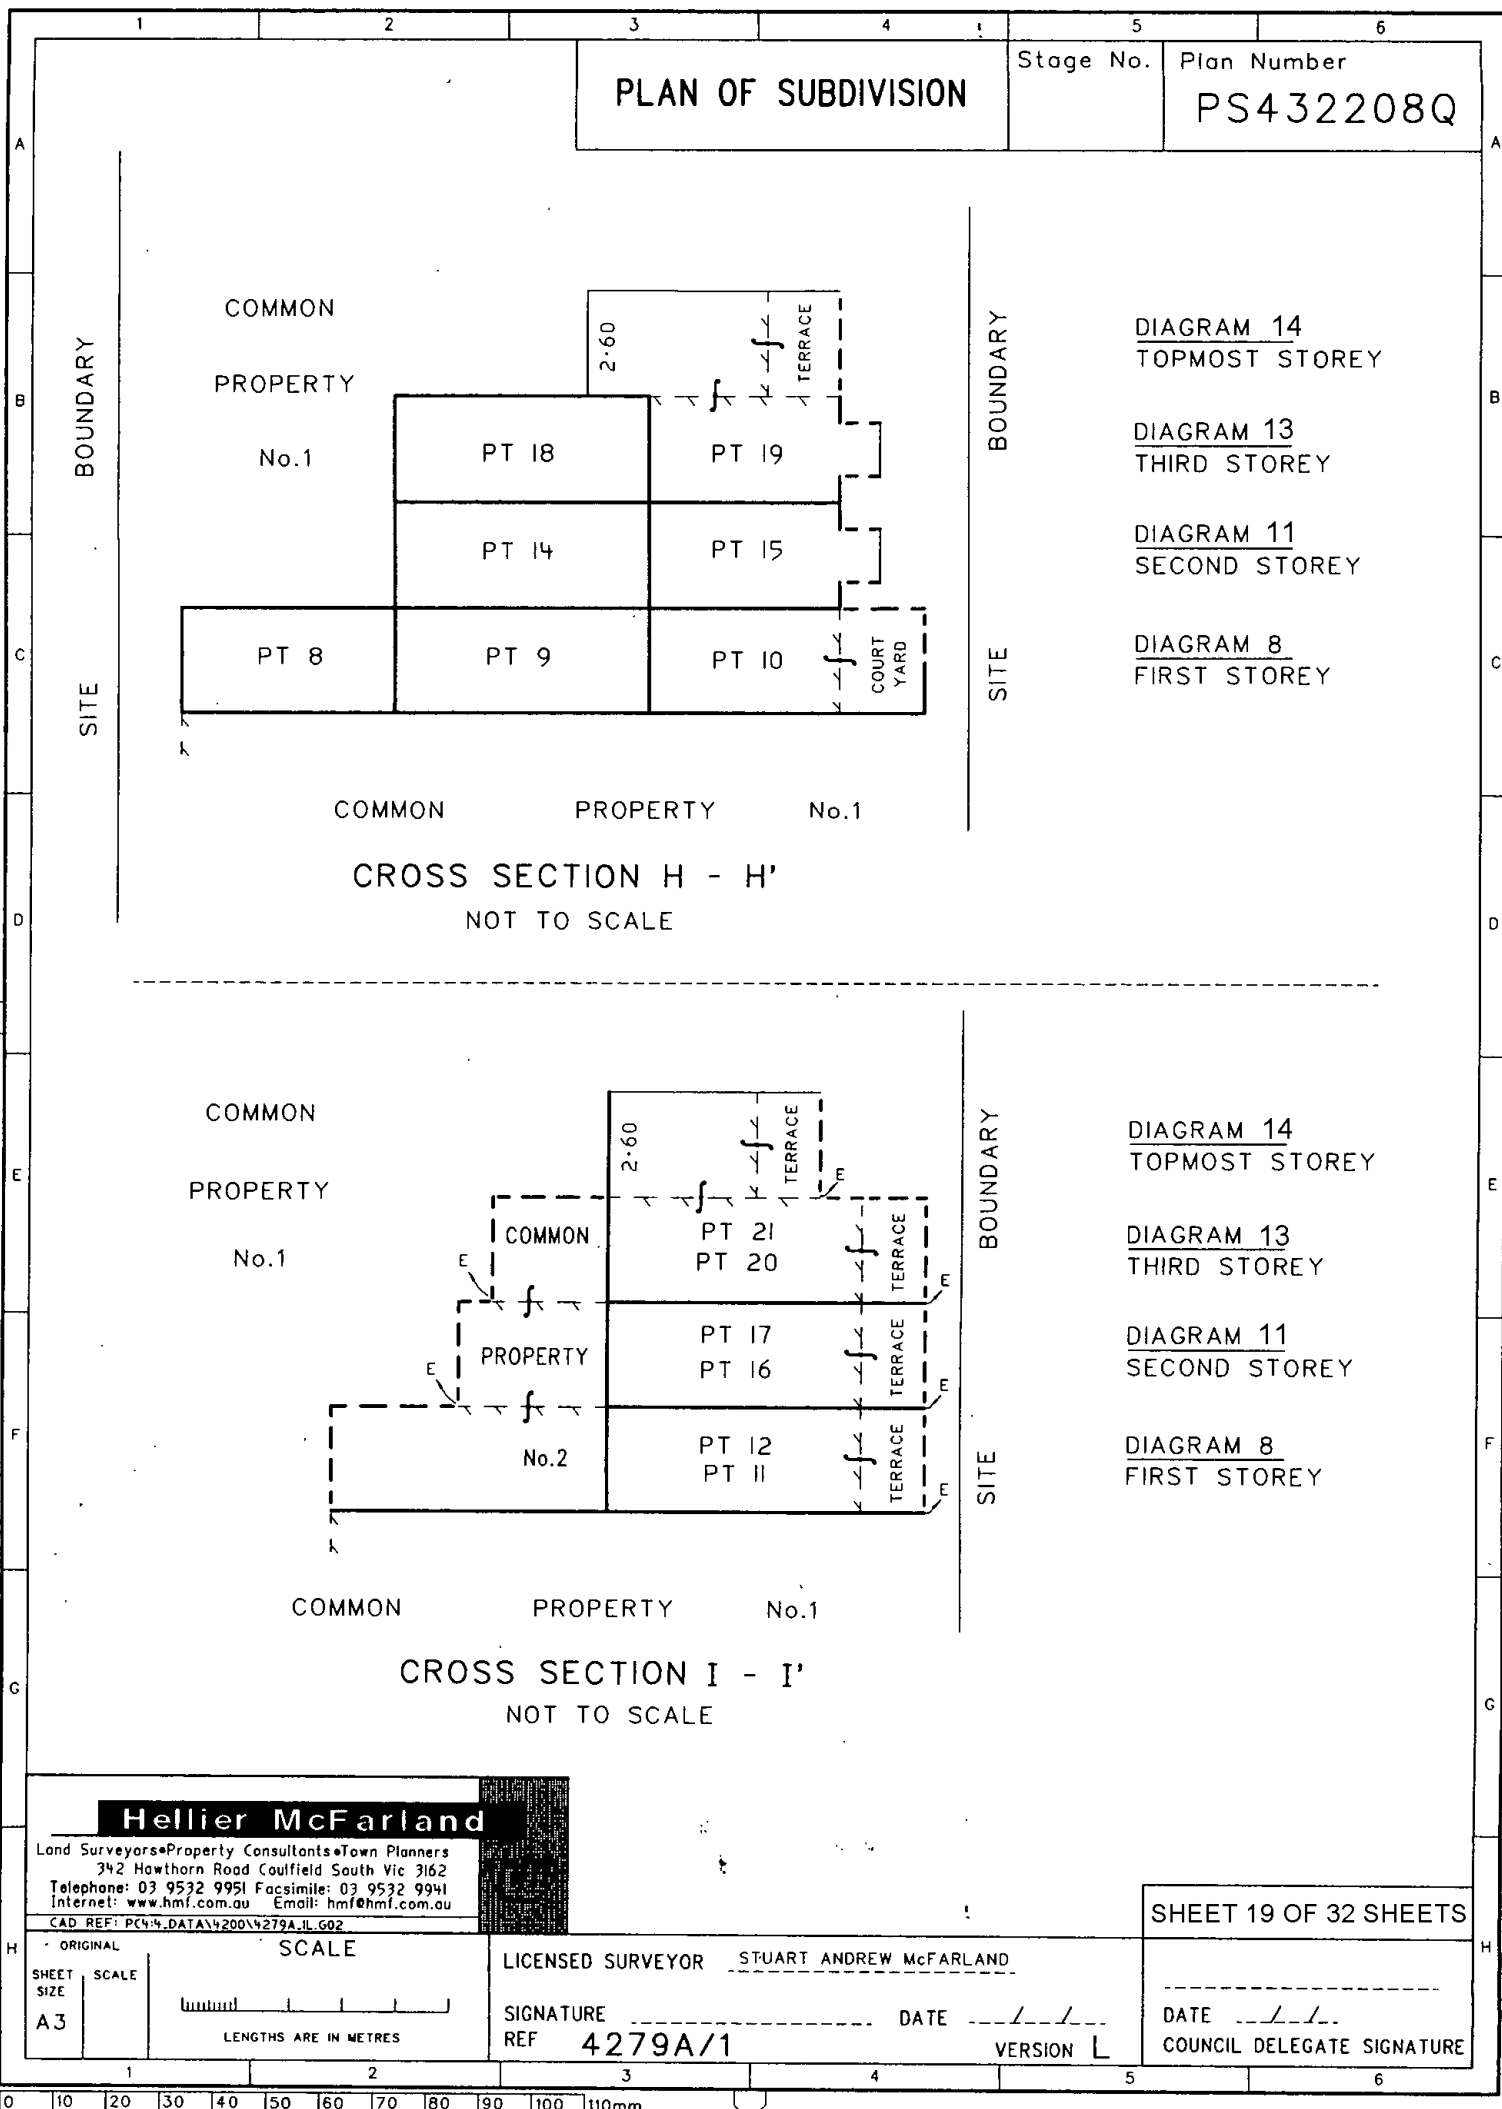 1 2 3 4 5 6
PLAN OF SUBDIVISION
Stage No.
Plan Number
PS432208Q
A A
B B
C C
D D
E E
F F
G G
H H
BOUNDARY
SITE
COMMON
PROPERTY
No.1
2·60
TERRACE
PT 18
PT 19
PT 14
PT 15
PT 8
PT 9
PT 10
COURT
YARD
BOUNDARY
SITE
DIAGRAM 14
TOPMOST STOREY
DIAGRAM 13
THIRD STOREY
DIAGRAM 11
SECOND STOREY
DIAGRAM 8
FIRST STOREY
COMMON PROPERTY No.1
CROSS SECTION H - H'
NOT TO SCALE
COMMON
PROPERTY
No.1
2·60
TERRACE
E
COMMON
PT 21
PT 20
TERRACE
E
E
PROPERTY
PT 17
PT 16
TERRACE
E
E
No.2
PT 12
PT 11
TERRACE
E
BOUNDARY
SITE
DIAGRAM 14
TOPMOST STOREY
DIAGRAM 13
THIRD STOREY
DIAGRAM 11
SECOND STOREY
DIAGRAM 8
FIRST STOREY
COMMON PROPERTY No.1
CROSS SECTION I - I'
NOT TO SCALE
Hellier McFarland
Land Surveyors•Property Consultants•Town Planners
342 Hawthorn Road Caulfield South Vic 3162
Telephone: 03 9532 9951 Facsimile: 03 9532 9941
Internet: www.hmf.com.au Email: hmf@hmf.com.au
CAD REF: PC4:4_DATA\4200\4279A_IL.G02
ORIGINAL
SHEET
SIZE
A3
SCALE
SCALE
LENGTHS ARE IN METRES
LICENSED SURVEYOR STUART ANDREW McFARLAND
SIGNATURE DATE / /
REF 4279A/1
VERSION L
SHEET 19 OF 32 SHEETS
DATE / /
COUNCIL DELEGATE SIGNATURE
1 2 3 4 5 6
0 10 20 30 40 50 60 70 80 90 100 110mm